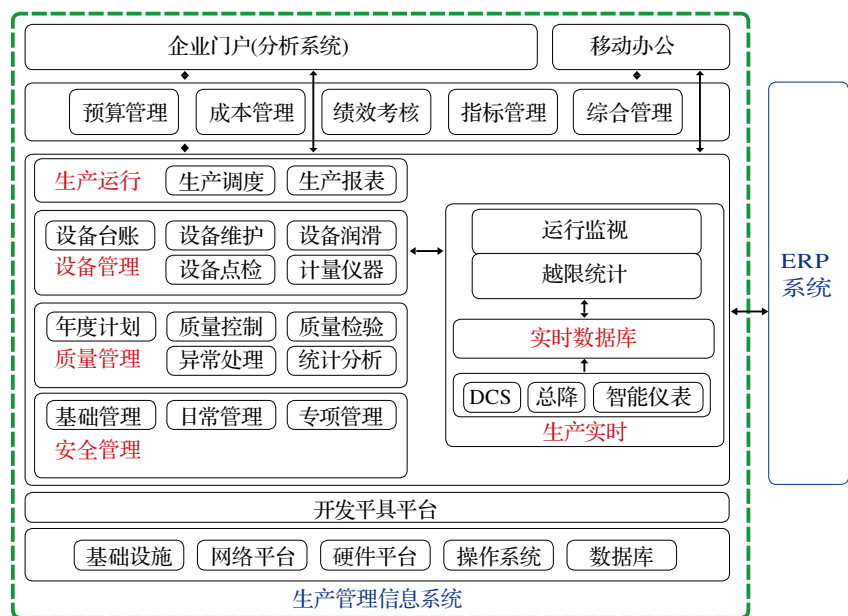 企业门户(分析系统) 移动办公
预算管理 成本管理 绩效考核 指标管理 综合管理
生产运行 生产调度 生产报表
设备台账 设备维护 设备润滑
设备管理 设备点检 计量仪器
年度计划 质量控制 质量检验
质量管理 异常处理 统计分析
基础管理 日常管理 专项管理
安全管理
运行监视
越限统计
实时数据库
DCS 总降 智能仪表
生产实时
ERP
系统
开发平具平台
基础设施 网络平台 硬件平台 操作系统 数据库
生产管理信息系统